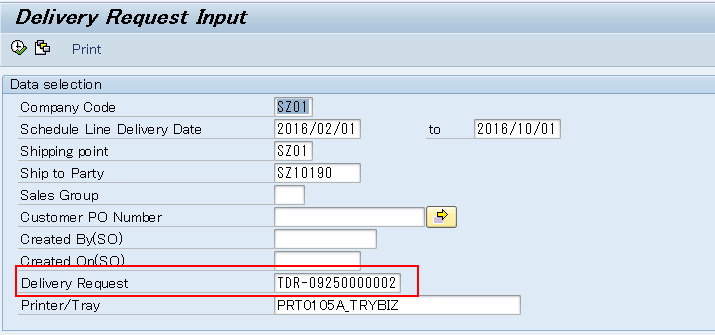 Delivery Request Input
Print
Data selection
Company Code SZ01
Schedule Line Delivery Date 2016/02/01 to 2016/10/01
Shipping point SZ01
Ship to Party SZ10190
Sales Group
Customer PO Number
Created By(SO)
Created On(SO)
Delivery Request TDR-09250000002
Printer/Tray PRT0105A_TRYBIZ